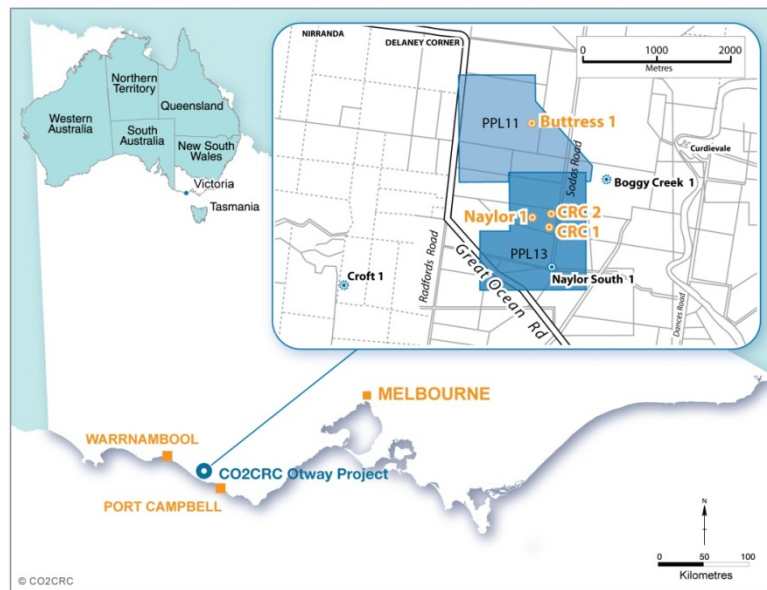 Northern
Territory
Western
Australia
Queensland
South
Australia
New South
Wales
Victoria
Tasmania
NIRRANDA
DELANEY CORNER
0 1000 2000
Metres
PPL11
Buttress 1
Sodas Road
Curdievale
Boggy Creek 1
Naylor 1
CRC 2
CRC 1
PPL13
Naylor South 1
Croft 1
Radfords Road
Great Ocean Rd
Dances Road
MELBOURNE
WARRNAMBOOL
CO2CRC Otway Project
PORT CAMPBELL
N
0 50 100
Kilometres
© CO2CRC